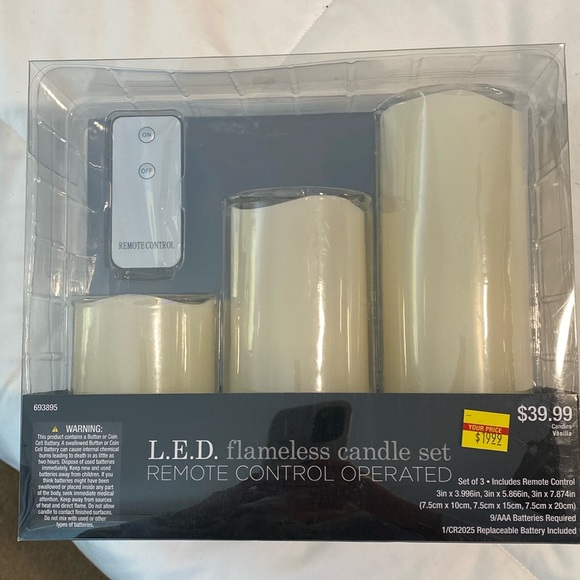 ON
OFF
REMOTE CONTROL
693895
WARNING:
This product contains a Button or Coin
Cell Battery. A swallowed Button or Coin
Cell Battery can cause internal chemical
burns leading to death in as little as
two hours. Dispose of used batteries
immediately. Keep new and used
batteries away from children. If you
think batteries might have been
swallowed or placed inside any part
of the body, seek immediate medical
attention. Keep away from sources
of heat and direct flame. Do not allow
candle to contact finished surfaces.
Do not mix with used or other
types of batteries.
L.E.D. flameless candle set
REMOTE CONTROL OPERATED
YOUR PRICE
$19.99
$39.99
Candles
Vanilla
Set of 3 • Includes Remote Control
3in x 3.996in, 3in x 5.866in, 3in x 7.874in
(7.5cm x 10cm, 7.5cm x 15cm, 7.5cm x 20cm)
9/AAA Batteries Required
1/CR2025 Replaceable Battery Included